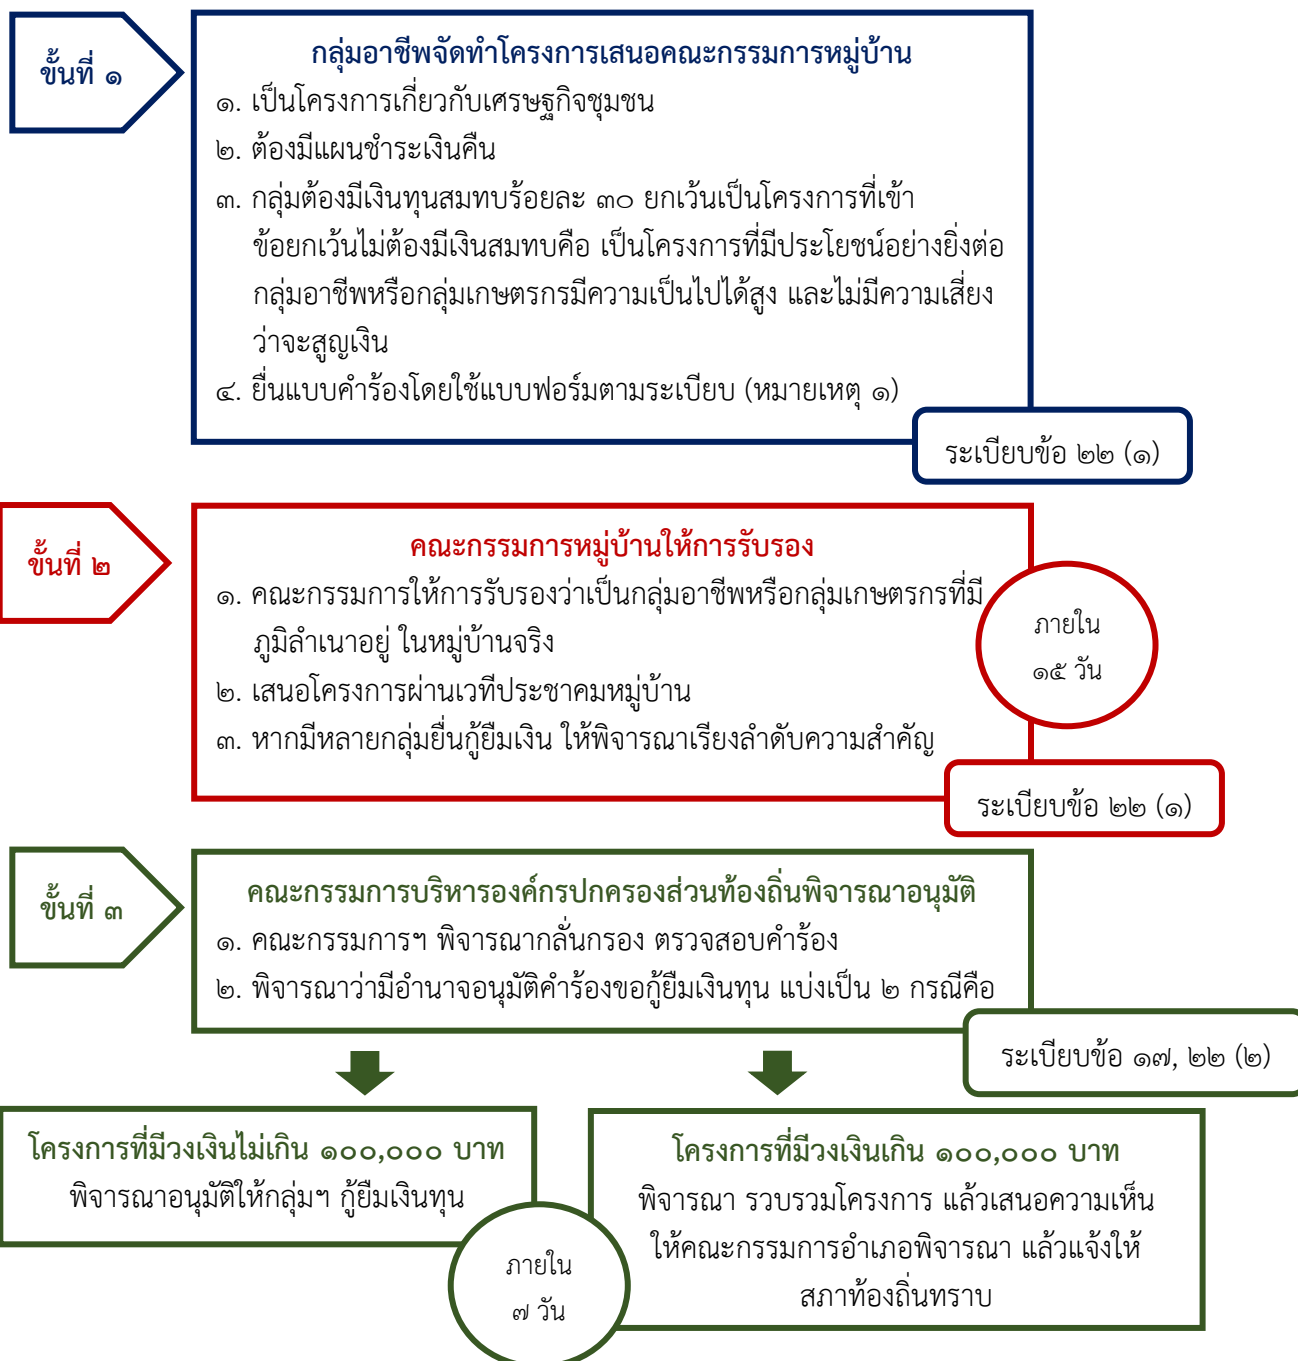 ขั้นที่ ๑
กลุ่มอาชีพจัดทำโครงการเสนอคณะกรรมการหมู่บ้าน
๑. เป็นโครงการเกี่ยวกับเศรษฐกิจชุมชน
๒. ต้องมีแผนชำระเงินคืน
๓. กลุ่มต้องมีเงินทุนสมทบร้อยละ ๓๐ ยกเว้นเป็นโครงการที่เข้า
ข้อยกเว้นไม่ต้องมีเงินสมทบคือ เป็นโครงการที่มีประโยชน์อย่างยิ่งต่อ
กลุ่มอาชีพหรือกลุ่มเกษตรกรมีความเป็นไปได้สูง และไม่มีความเสี่ยง
ว่าจะสูญเงิน
๔. ยื่นแบบคำร้องโดยใช้แบบฟอร์มตามระเบียบ (หมายเหตุ ๑)
ระเบียบข้อ ๒๒ (๑)
ขั้นที่ ๒
คณะกรรมการหมู่บ้านให้การรับรอง
๑. คณะกรรมการให้การรับรองว่าเป็นกลุ่มอาชีพหรือกลุ่มเกษตรกรที่มี
ภูมิลำเนาอยู่ ในหมู่บ้านจริง
๒. เสนอโครงการผ่านเวทีประชาคมหมู่บ้าน
๓. หากมีหลายกลุ่มยื่นกู้ยืมเงิน ให้พิจารณาเรียงลำดับความสำคัญ
ภายใน
๑๕ วัน
ระเบียบข้อ ๒๒ (๑)
ขั้นที่ ๓
คณะกรรมการบริหารองค์กรปกครองส่วนท้องถิ่นพิจารณาอนุมัติ
๑. คณะกรรมการฯ พิจารณากลั่นกรอง ตรวจสอบคำร้อง
๒. พิจารณาว่ามีอำนาจอนุมัติคำร้องขอกู้ยืมเงินทุน แบ่งเป็น ๒ กรณีคือ
ระเบียบข้อ ๑๗, ๒๒ (๒)
โครงการที่มีวงเงินไม่เกิน ๑๐๐,๐๐๐ บาท
พิจารณาอนุมัติให้กลุ่มฯ กู้ยืมเงินทุน
ภายใน
๗ วัน
โครงการที่มีวงเงินเกิน ๑๐๐,๐๐๐ บาท
พิจารณา รวบรวมโครงการ แล้วเสนอความเห็น
ให้คณะกรรมการอำเภอพิจารณา แล้วแจ้งให้
สภาท้องถิ่นทราบ